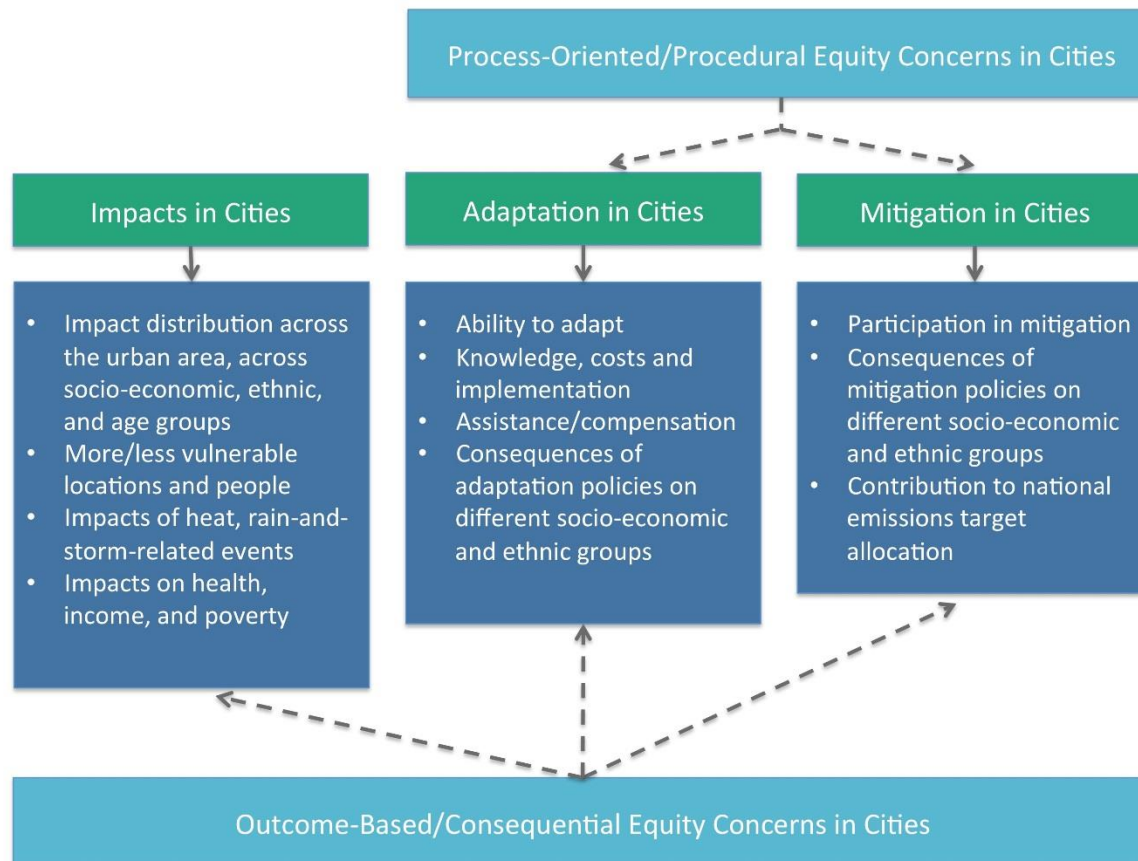 Process-Oriented/Procedural Equity Concerns in Cities
Impacts in Cities
Adaptation in Cities
Mitigation in Cities
• Impact distribution across
the urban area, across
socio-economic, ethnic,
and age groups
• More/less vulnerable
locations and people
• Impacts of heat, rain-and-
storm-related events
• Impacts on health,
income, and poverty
• Ability to adapt
• Knowledge, costs and
implementation
• Assistance/compensation
• Consequences of
adaptation policies on
different socio-economic
and ethnic groups
• Participation in mitigation
• Consequences of
mitigation policies on
different socio-economic
and ethnic groups
• Contribution to national
emissions target
allocation
Outcome-Based/Consequential Equity Concerns in Cities